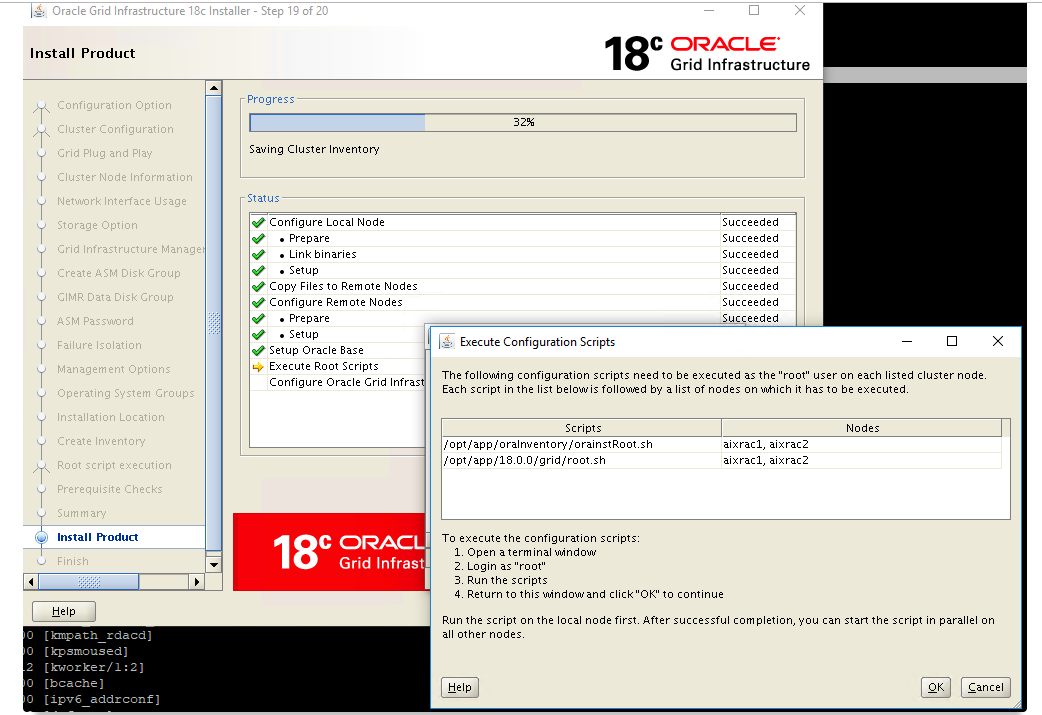 Oracle Grid Infrastructure 18c Installer - Step 19 of 20
Install Product
18c ORACLE
Grid Infrastructure
Configuration Option
Cluster Configuration
Grid Plug and Play
Cluster Node Information
Network Interface Usage
Storage Option
Grid Infrastructure Manager
Create ASM Disk Group
GIMR Data Disk Group
ASM Password
Failure Isolation
Management Options
Operating System Groups
Installation Location
Create Inventory
Root script execution
Prerequisite Checks
Summary
Install Product
Finish
Help
Progress
32%
Saving Cluster Inventory
Status
Configure Local Node Succeeded
• Prepare Succeeded
• Link binaries Succeeded
• Setup Succeeded
Copy Files to Remote Nodes Succeeded
Configure Remote Nodes Succeeded
• Prepare Succeeded
• Setup
Setup Oracle Base
Execute Root Scripts
Configure Oracle Grid Infrast
18c ORACL
Grid Infrast
Execute Configuration Scripts
The following configuration scripts need to be executed as the "root" user on each listed cluster node.
Each script in the list below is followed by a list of nodes on which it has to be executed.
Scripts Nodes
/opt/app/oraInventory/orainstRoot.sh aixrac1, aixrac2
/opt/app/18.0.0/grid/root.sh aixrac1, aixrac2
To execute the configuration scripts:
1. Open a terminal window
2. Login as "root"
3. Run the scripts
4. Return to this window and click "OK" to continue
Run the script on the local node first. After successful completion, you can start the script in parallel on
all other nodes.
Help OK Cancel
00 [kmpath_rdacd]
00 [kpsmoused]
12 [kworker/1:2]
00 [bcache]
00 [ipv6_addrconf]